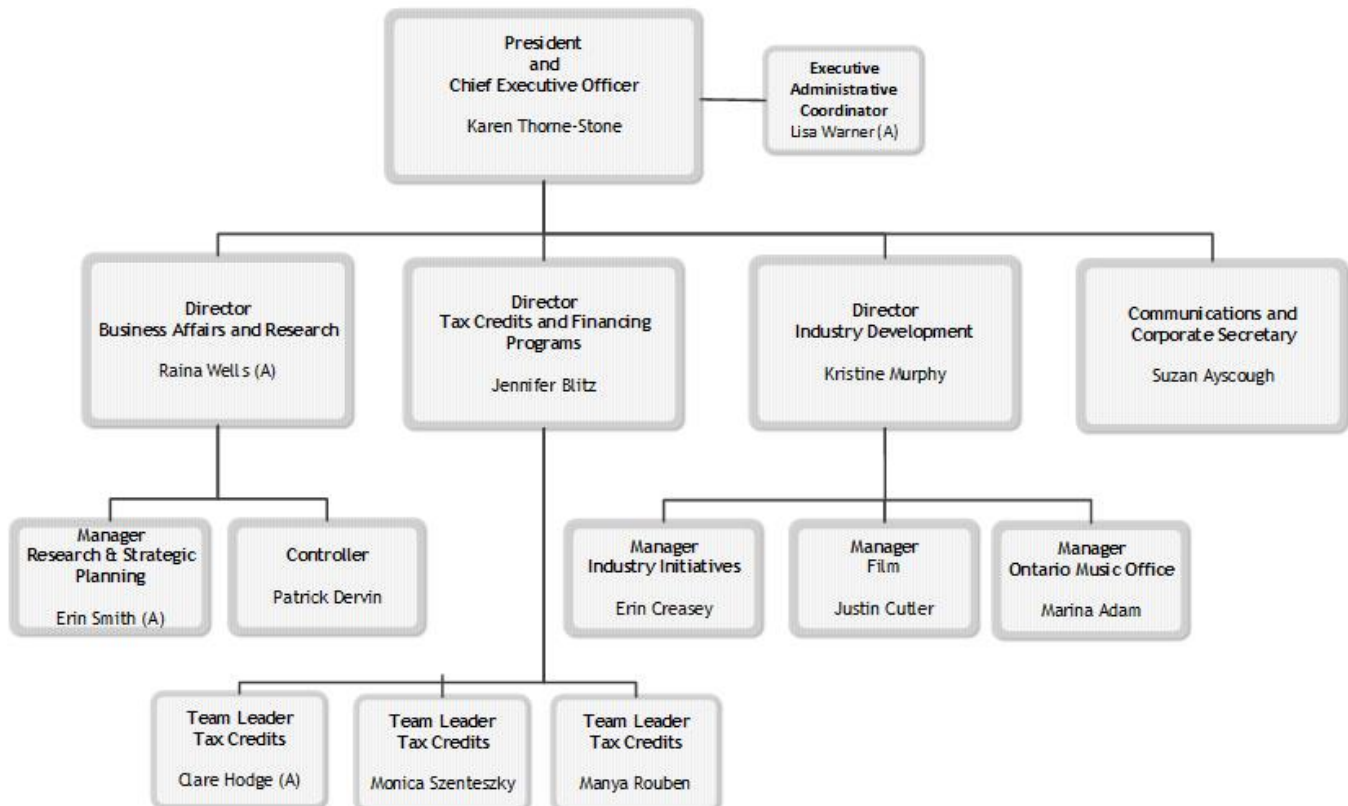 President
and
Chief Executive Officer
Karen Thorne-Stone
Executive
Administrative
Coordinator
Lisa Warner (A)
Director
Business Affairs and Research
Raina Wells (A)
Director
Tax Credits and Financing
Programs
Jennifer Blitz
Director
Industry Development
Kristine Murphy
Communications and
Corporate Secretary
Suzan Ayscough
Manager
Research & Strategic
Planning
Erin Smith (A)
Controller
Patrick Dervin
Manager
Industry Initiatives
Erin Creasey
Manager
Film
Justin Cutler
Manager
Ontario Music Office
Marina Adam
Team Leader
Tax Credits
Clare Hodge (A)
Team Leader
Tax Credits
Monica Szenteszky
Team Leader
Tax Credits
Manya Rouben